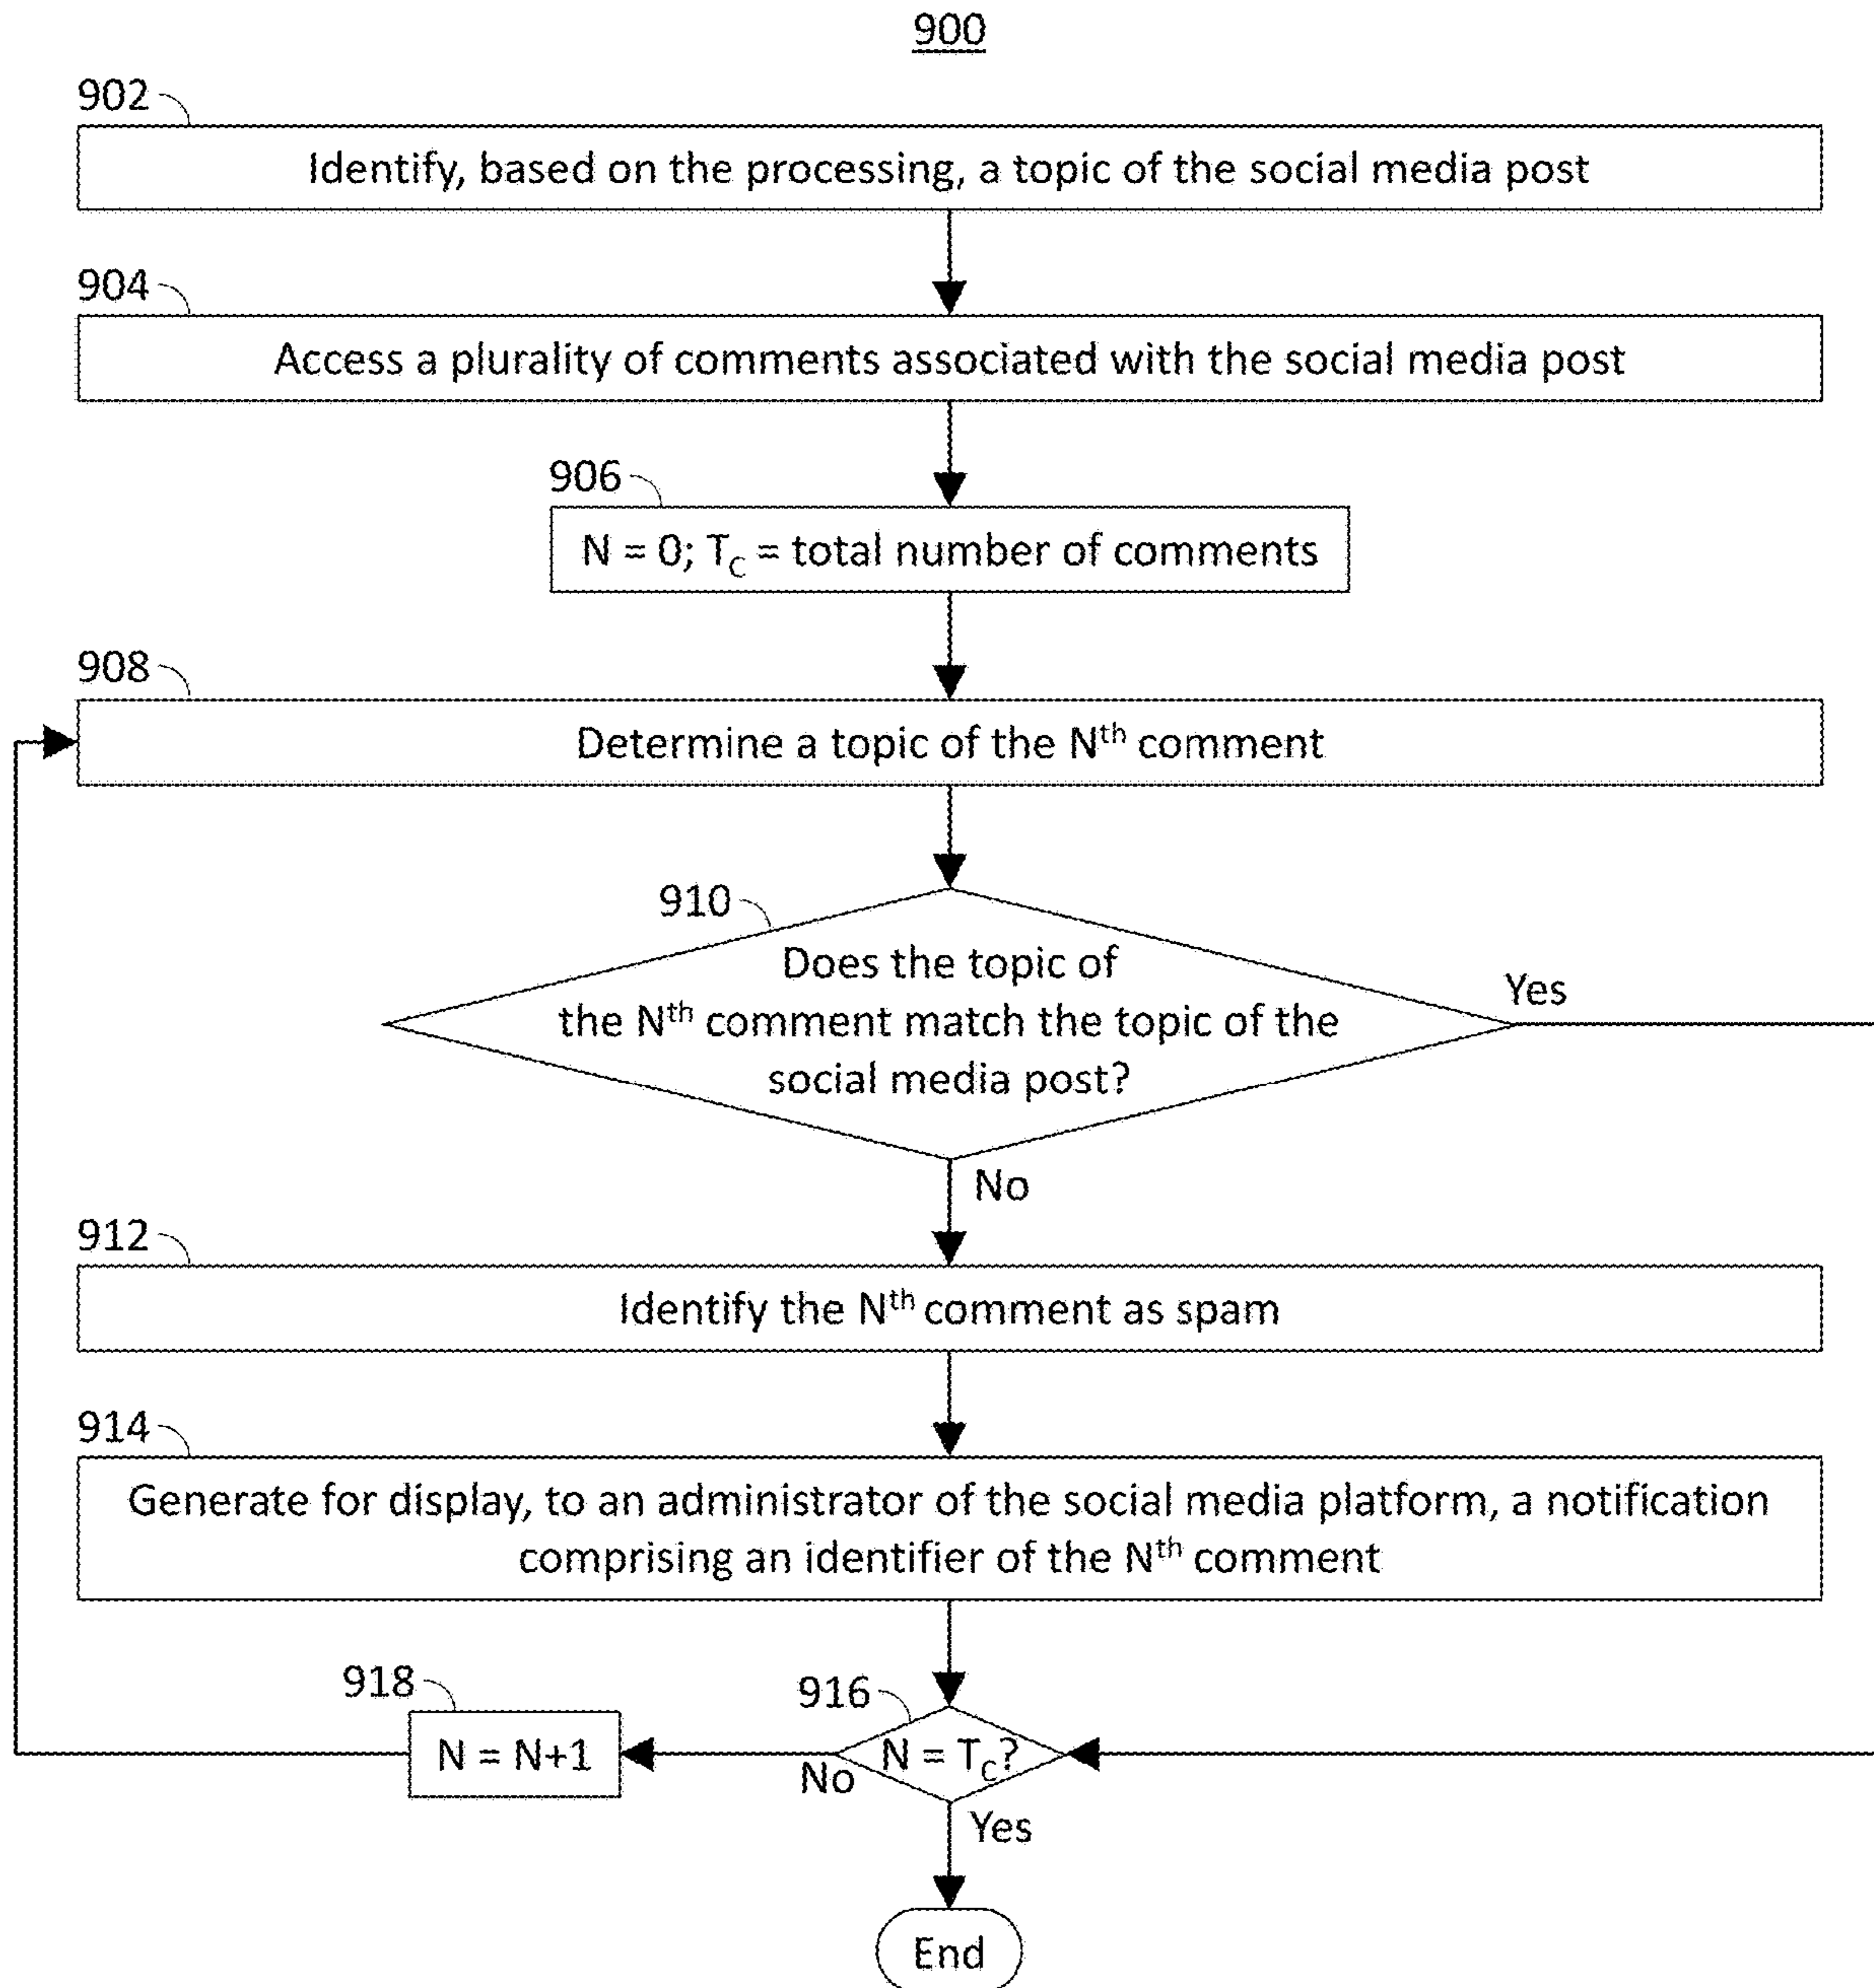 900
902
Identify, based on the processing, a topic of the social media post
904
Access a plurality of comments associated with the social media post
906
N = 0; T_C = total number of comments
908
Determine a topic of the Nth comment
910
Does the topic of
the Nth comment match the topic of the
social media post?
Yes
No
912
Identify the Nth comment as spam
914
Generate for display, to an administrator of the social media platform, a notification
comprising an identifier of the Nth comment
918
N = N+1
916
N = T_C?
No
Yes
End